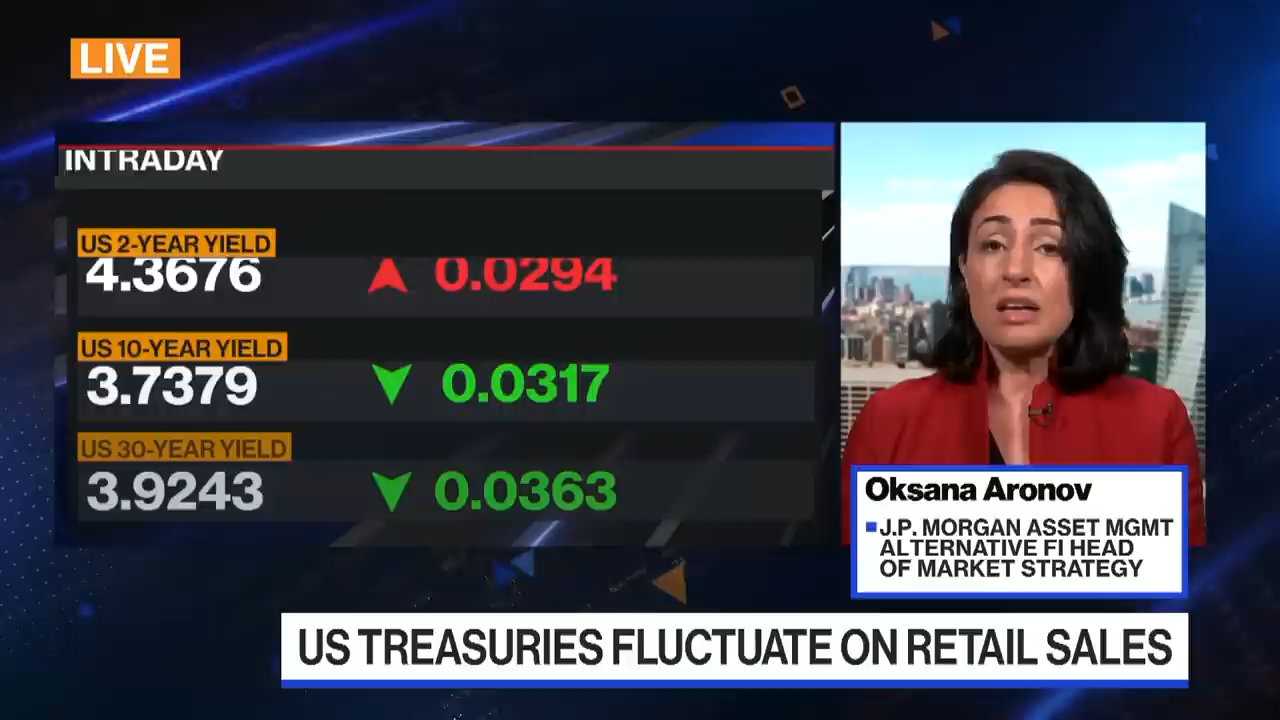 LIVE
INTRADAY
US 2-YEAR YIELD
4.3676 0.0294
US 10-YEAR YIELD
3.7379 0.0317
US 30-YEAR YIELD
3.9243 0.0363
Oksana Aronov
J.P. MORGAN ASSET MGMT
ALTERNATIVE FI HEAD
OF MARKET STRATEGY
US TREASURIES FLUCTUATE ON RETAIL SALES